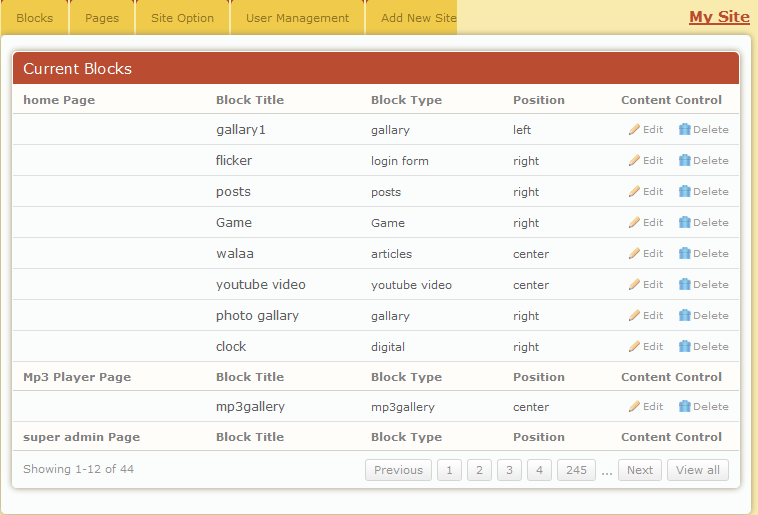 Blocks Pages Site Option User Management Add New Site My Site
Current Blocks
home Page Block Title Block Type Position Content Control
gallary1 gallary left Edit Delete
flicker login form right Edit Delete
posts posts right Edit Delete
Game Game right Edit Delete
walaa articles center Edit Delete
youtube video youtube video center Edit Delete
photo gallary gallary right Edit Delete
clock digital right Edit Delete
Mp3 Player Page Block Title Block Type Position Content Control
mp3gallery mp3gallery center Edit Delete
super admin Page Block Title Block Type Position Content Control
Showing 1-12 of 44 Previous 1 2 3 4 245 ... Next View all